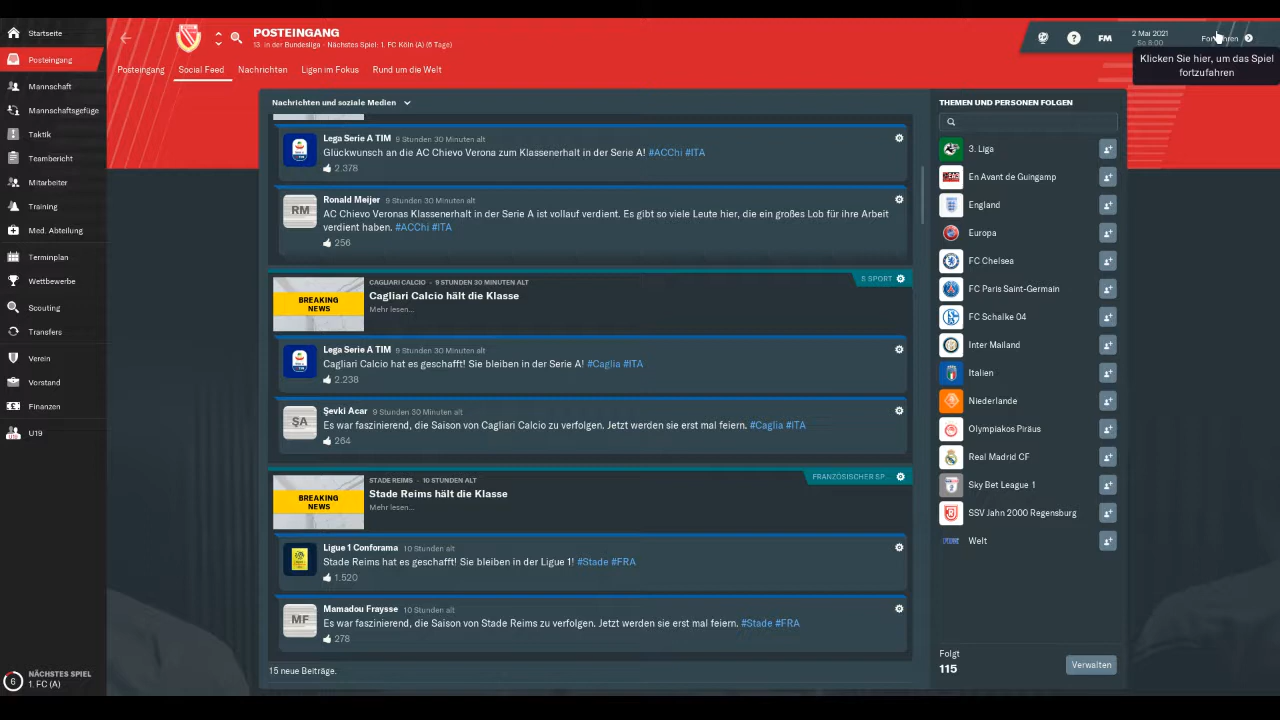 Startseite
Posteingang
Mannschaft
Mannschaftsgefüge
Taktik
Teambericht
Mitarbeiter
Training
Med. Abteilung
Terminplan
Wettbewerbe
Scouting
Transfers
Verein
Vorstand
Finanzen
U19
U19
6
NÄCHSTES SPIEL
1. FC (A)
POSTEINGANG
13. in der Bundesliga - Nächstes Spiel: 1. FC Köln (A) (6 Tage)
? FM
2 Mai 2021
So 8:00
Klicken Sie hier, um das Spiel
fortzufahren
Posteingang Social Feed Nachrichten Ligen im Fokus Rund um die Welt
Nachrichten und soziale Medien
Lega Serie A TIM 9 Stunden 30 Minuten alt
Glückwunsch an die AC Chievo Verona zum Klassenerhalt in der Serie A! #ACChi #ITA
2.378
RM
Ronald Meijer 9 Stunden 30 Minuten alt
AC Chievo Veronas Klassenerhalt in der Serie A ist vollauf verdient. Es gibt so viele Leute hier, die ein großes Lob für ihre Arbeit
verdient haben. #ACChi #ITA
256
BREAKING
NEWS
CAGLIARI CALCIO - 9 STUNDEN 30 MINUTEN ALT
SPORT
Cagliari Calcio hält die Klasse
Mehr lesen...
Lega Serie A TIM 9 Stunden 30 Minuten alt
Cagliari Calcio hat es geschafft! Sie bleiben in der Serie A! #Caglia #ITA
2.238
ŞA
Şevki Acar 9 Stunden 30 Minuten alt
Es war faszinierend, die Saison von Cagliari Calcio zu verfolgen. Jetzt werden sie erst mal feiern. #Caglia #ITA
264
BREAKING
NEWS
STADE REIMS - 10 STUNDEN ALT
FRANZÖSISCHER SP...
Stade Reims hält die Klasse
Mehr lesen...
Ligue 1 Conforama 10 Stunden alt
Stade Reims hat es geschafft! Sie bleiben in der Ligue 1! #Stade #FRA
1.520
MF
Mamadou Fraysse 10 Stunden alt
Es war faszinierend, die Saison von Stade Reims zu verfolgen. Jetzt werden sie erst mal feiern. #Stade #FRA
278
15 neue Beiträge.
THEMEN UND PERSONEN FOLGEN
3. Liga
En Avant de Guingamp
England
Europa
FC Chelsea
FC Paris Saint-Germain
FC Schalke 04
Inter Mailand
Italien
Niederlande
Olympiakos Piräus
Real Madrid CF
Sky Bet League 1
SSV Jahn 2000 Regensburg
Welt
Folgt
115
Verwalten